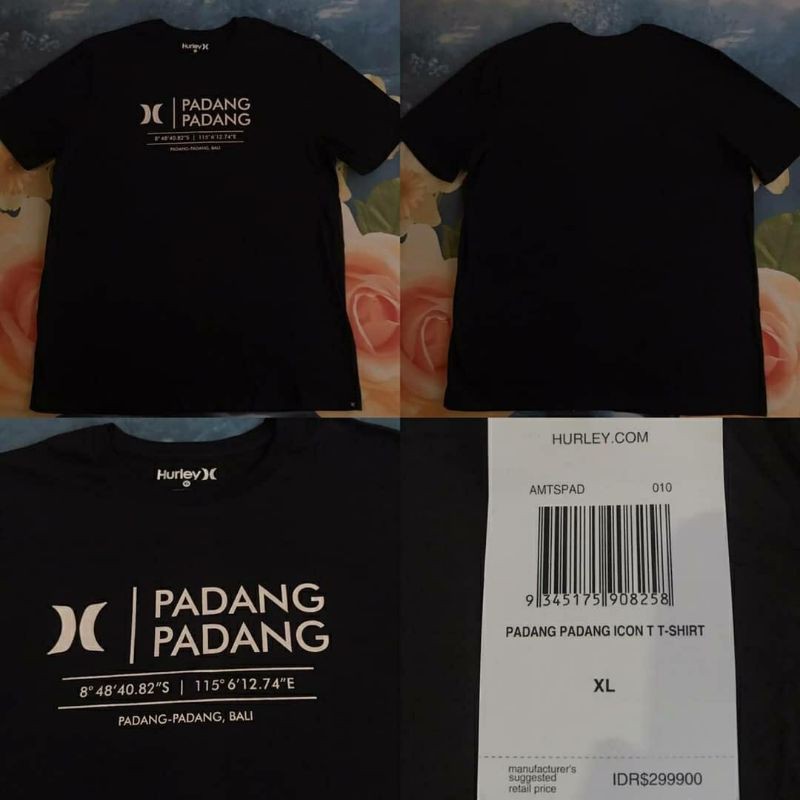 Hurley
PADANG
PADANG
8°48'40.82"S | 115°6'12.74"E
PADANG-PADANG, BALI
Hurley
PADANG
PADANG
8°48'40.82"S | 115°6'12.74"E
PADANG-PADANG, BALI
HURLEY.COM
AMTSPAD 010
9 345175 908258
PADANG PADANG ICON T T-SHIRT
XL
manufacturer's
suggested
retail price
IDR$299900